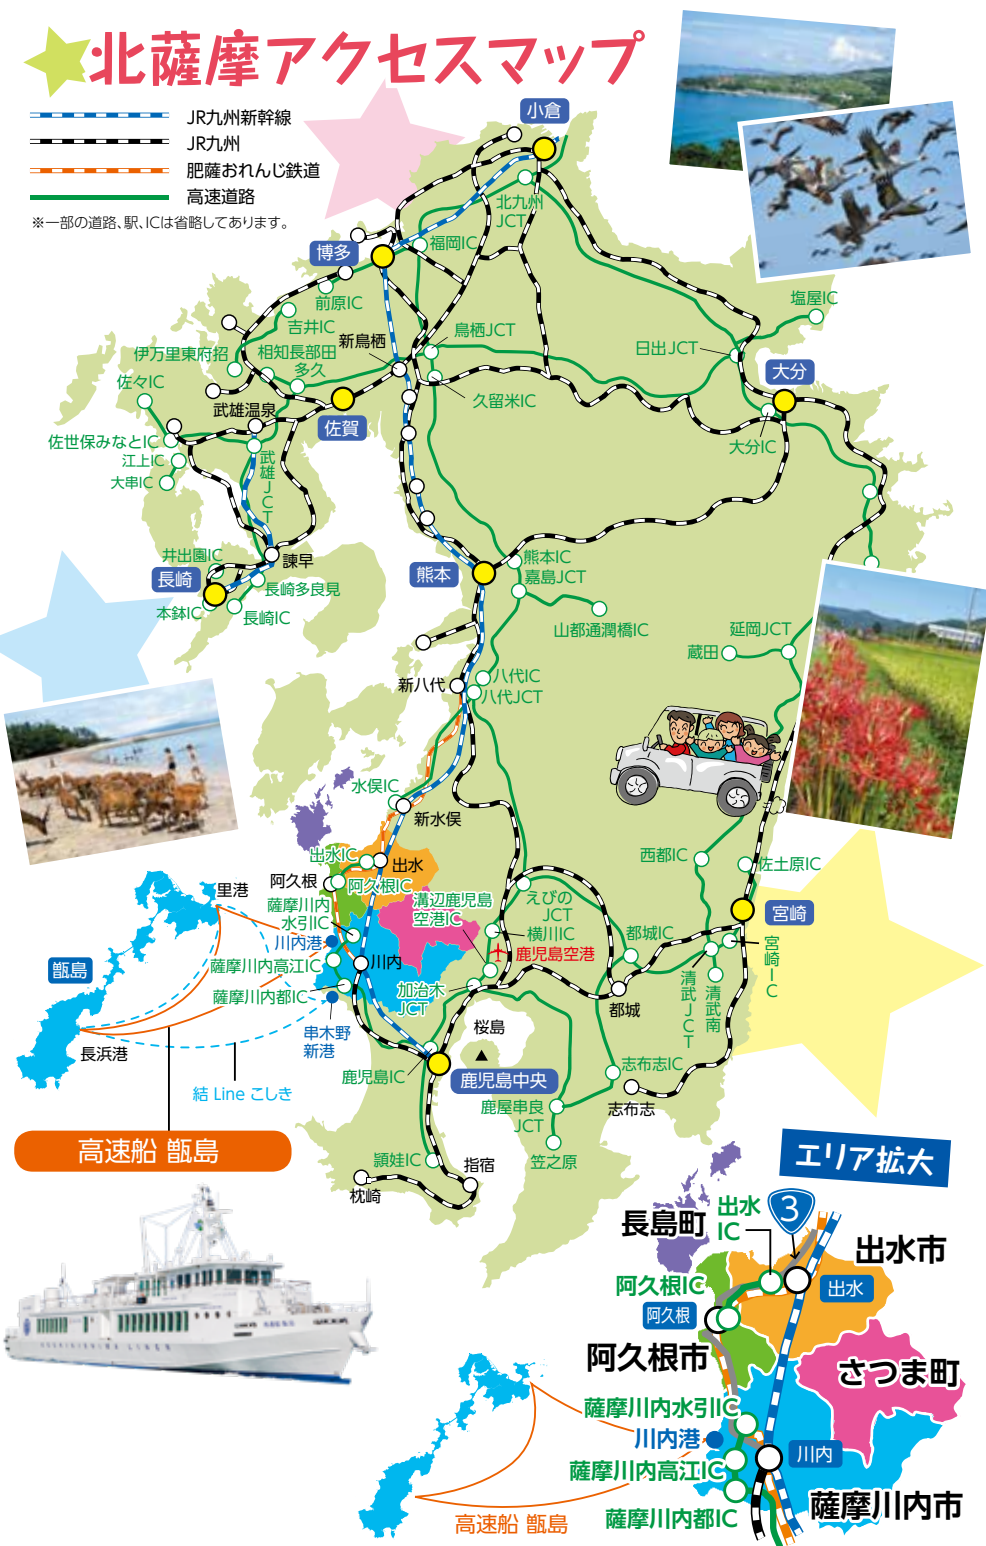 北薩摩アクセスマップ
JR九州新幹線
JR九州
肥薩おれんじ鉄道
高速道路
※一部の道路、駅、ICは省略してあります。
小倉
北九州
JCT
博多
福岡IC
前原IC
吉井IC
新鳥栖
鳥栖JCT
塩屋IC
日出JCT
伊万里東府招
相知長部田
多久
大分
佐々IC
久留米IC
武雄温泉
佐賀
大分IC
佐世保みなとIC
江上IC
大串IC
武雄JCT
井出園IC
諫早
長崎
長崎多良見
本鉢IC
長崎IC
熊本
熊本IC
嘉島JCT
山都通潤橋IC
延岡JCT
蔵田
新八代
八代IC
八代JCT
水俣IC
新水俣
出水IC
出水
阿久根
阿久根IC
西都IC
佐土原IC
薩摩川内
水引IC
溝辺鹿児島
空港IC
えびの
JCT
横川IC
宮崎
川内港
鹿児島空港
都城IC
宮崎IC
里港
甑島
薩摩川内高江IC
川内
薩摩川内都IC
加治木
JCT
都城
清武JCT
清武南
長浜港
串木野
新港
桜島
鹿児島IC
鹿児島中央
志布志IC
結 Line こしき
鹿屋串良
JCT
志布志
高速船 甑島
笠之原
頴娃IC
指宿
枕崎
エリア拡大
長島町
出水
IC
3
出水市
阿久根IC
出水
阿久根
阿久根市
さつま町
薩摩川内水引IC
川内港
川内
薩摩川内高江IC
薩摩川内都IC
薩摩川内市
高速船 甑島